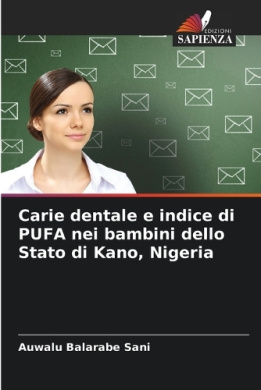 EDIZIONI
SAPIENZA
Carie dentale e indice di
PUFA nei bambini dello
Stato di Kano, Nigeria
Auwalu Balarabe Sani